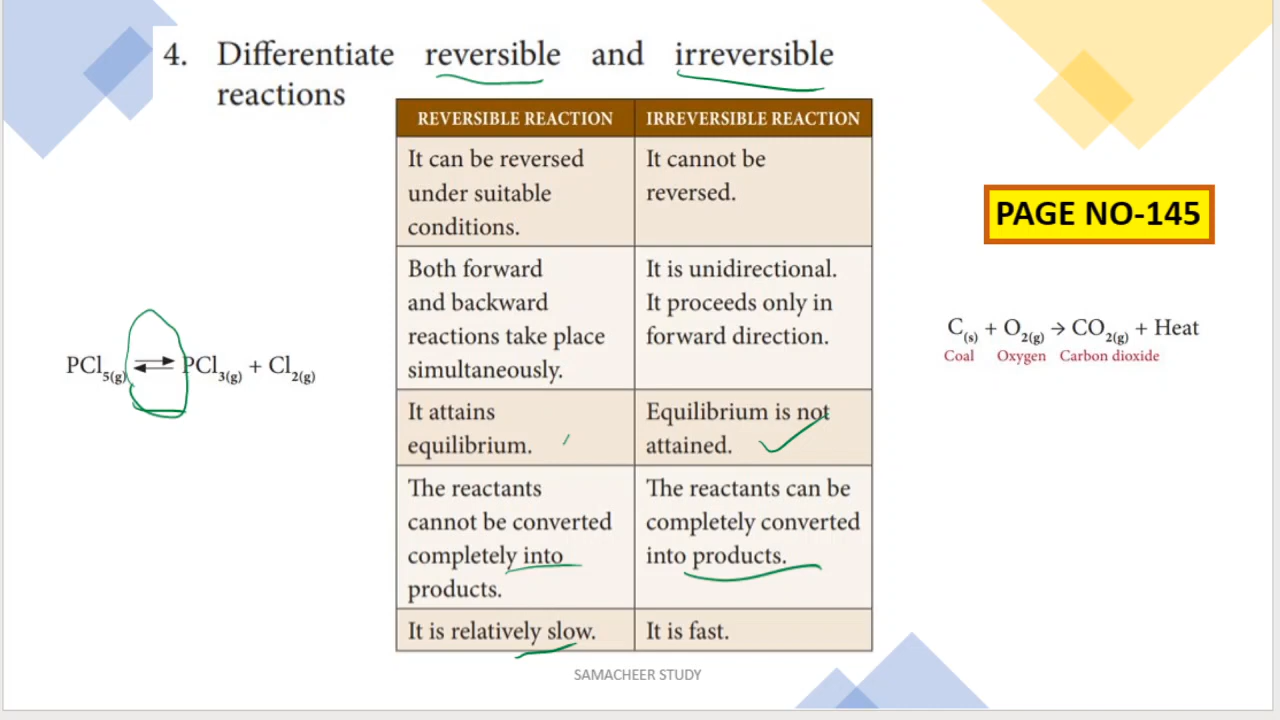 4. Differentiate reversible and irreversible
reactions
REVERSIBLE REACTION
IRREVERSIBLE REACTION
It can be reversed
under suitable
conditions.
It cannot be
reversed.
Both forward
and backward
reactions take place
simultaneously.
It is unidirectional.
It proceeds only in
forward direction.
It attains
equilibrium.
Equilibrium is not
attained.
The reactants
cannot be converted
completely into
products.
The reactants can be
completely converted
into products.
It is relatively slow.
It is fast.
PCl5(g) ⇌ PCl3(g) + Cl2(g)
PAGE NO-145
C(s) + O2(g) → CO2(g) + Heat
Coal Oxygen Carbon dioxide
SAMACHEER STUDY